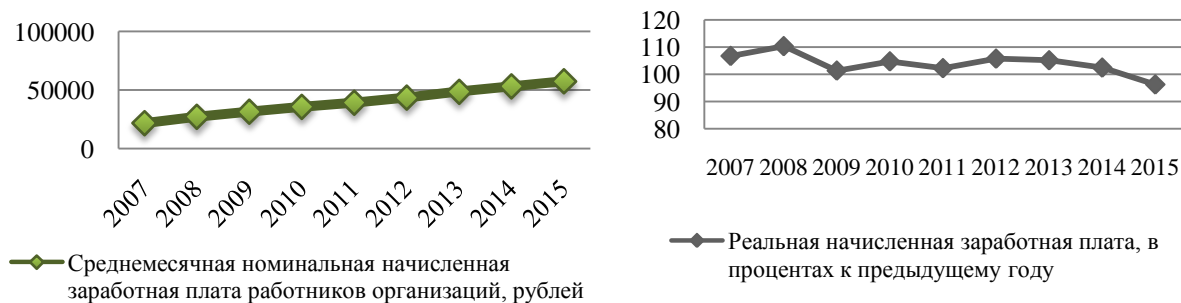 100000
50000
0
2007 2008 2009 2010 2011 2012 2013 2014 2015
Среднемесячная номинальная начисленная
заработная плата работников организаций, рублей
120
110
100
90
80
2007 2008 2009 2010 2011 2012 2013 2014 2015
Реальная начисленная заработная плата, в
процентах к предыдущему году